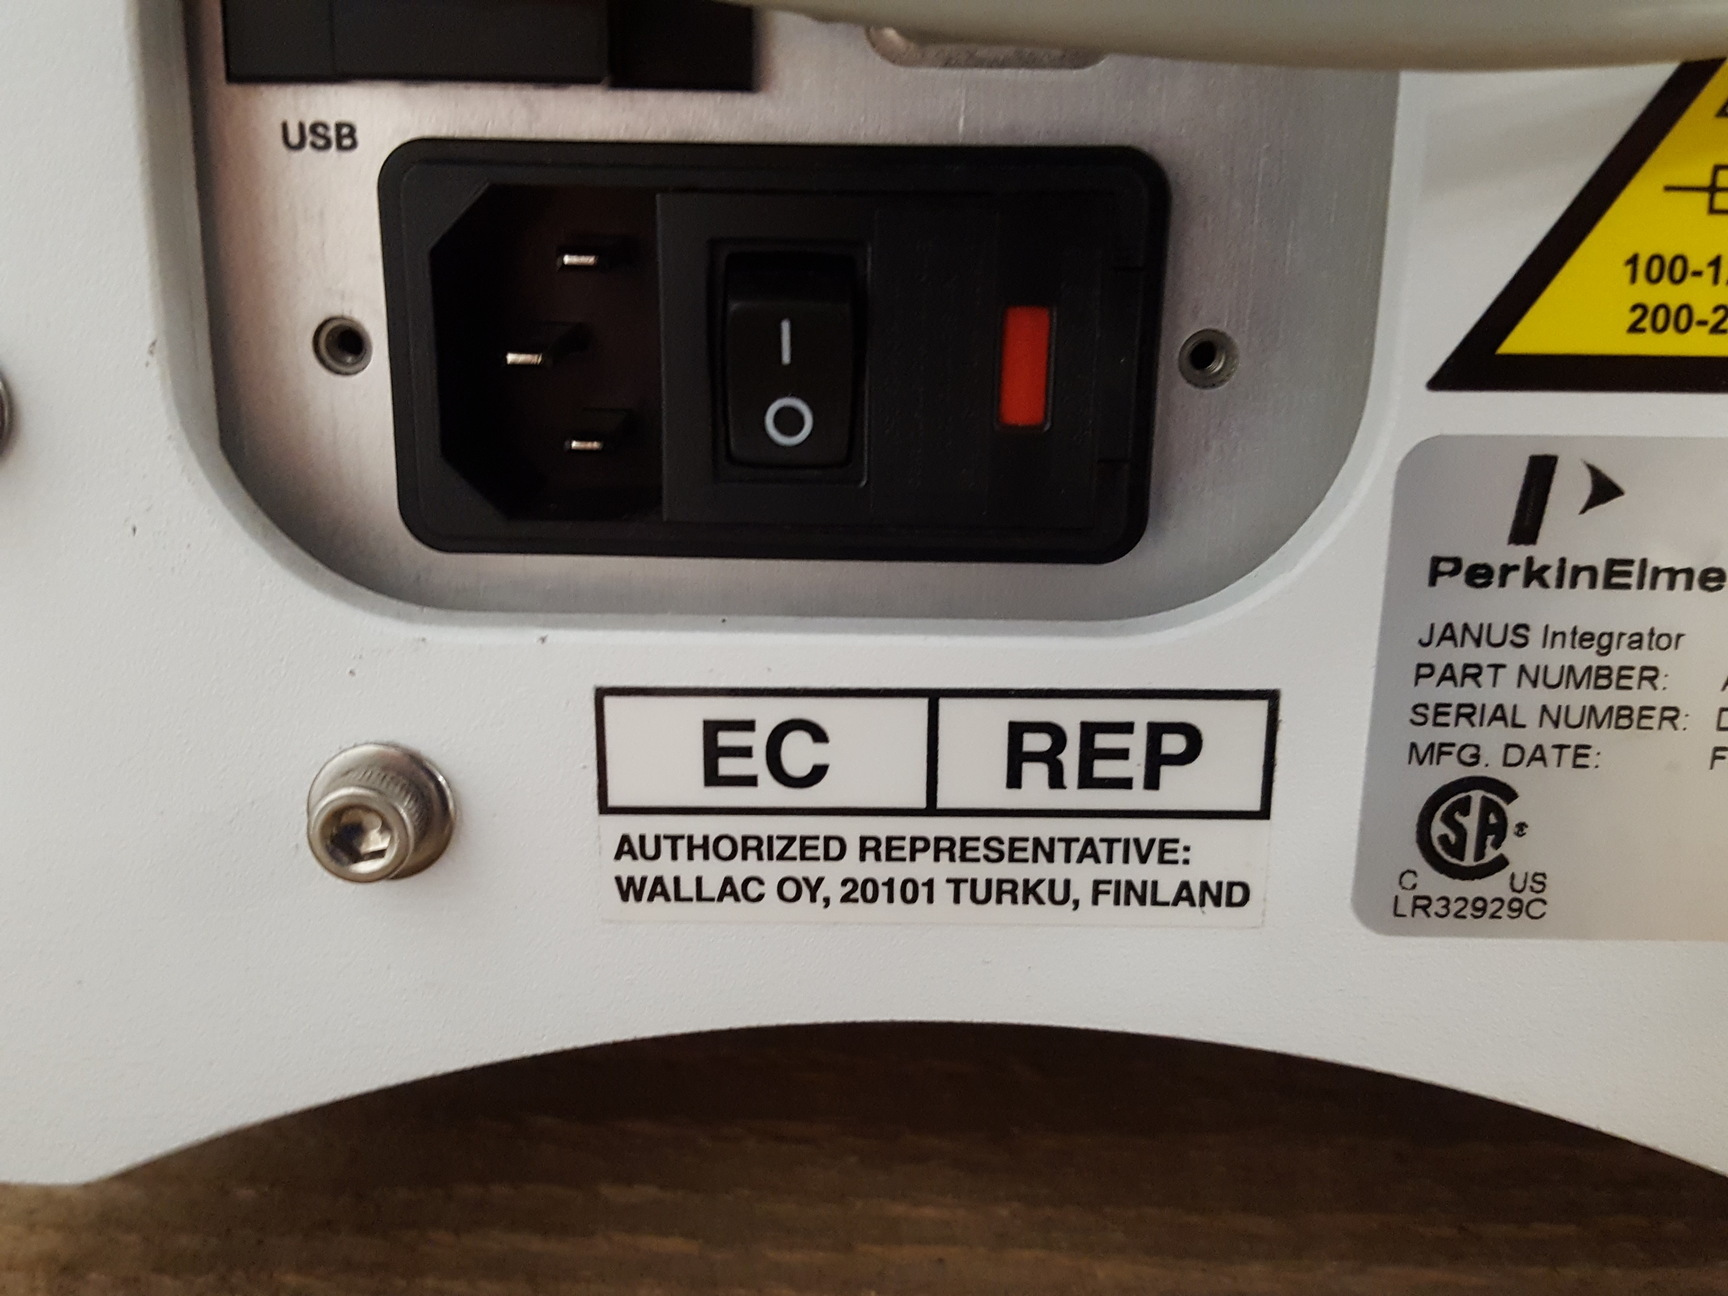 USB
100-1
200-2
PerkinElme
JANUS Integrator
PART NUMBER:
SERIAL NUMBER:
MFG. DATE: F
EC REP
AUTHORIZED REPRESENTATIVE:
WALLAC OY, 20101 TURKU, FINLAND
SA ®
C US
LR32929C